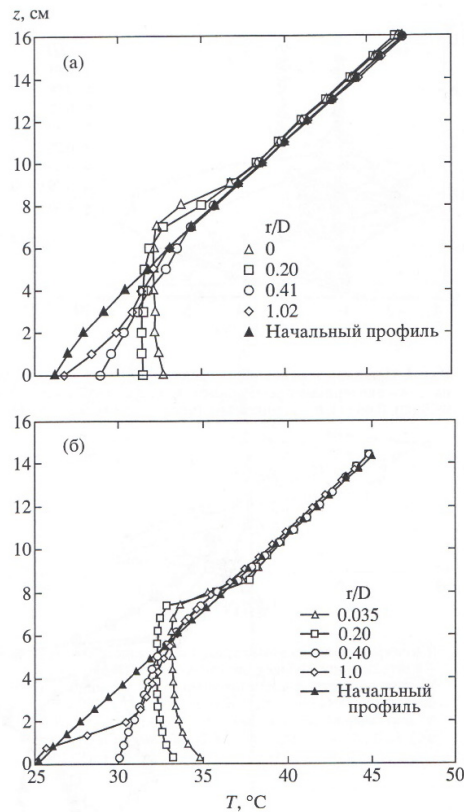 z, см
16
(а)
14
12
10
8
r/D
6
0
0.20
4
0.41
1.02
2
Начальный профиль
0
16
(б)
14
12
10
r/D
8
0.035
0.20
6
0.40
4
1.0
Начальный
2
профиль
0
25 30 35 40 45 50
T, °C